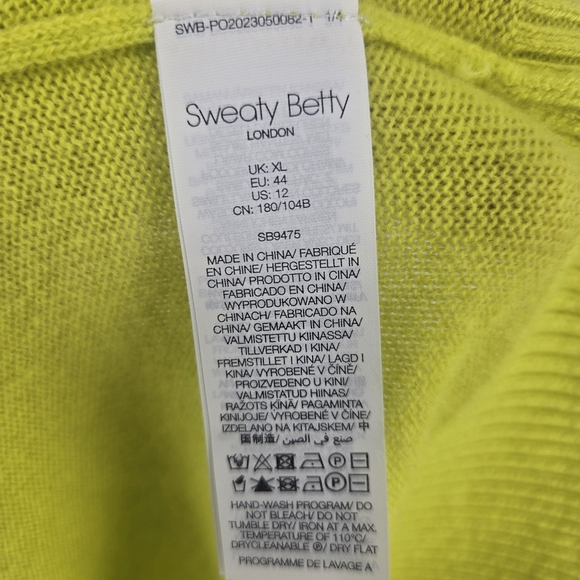 SWB-PO2023050082-1 1/4
Sweaty Betty
LONDON
UK: XL
EU: 44
US: 12
CN: 180/104B
SB9475
MADE IN CHINA/ FABRIQUÉ
EN CHINE/ HERGESTELLT IN
CHINA/ PRODOTTO IN CINA/
FABRICADO EN CHINA/
WYPRODUKOWANO W
CHINACH/ FABRICADO NA
CHINA/ GEMAAKT IN CHINA/
VALMISTETTU KIINASSA/
TILLVERKAD I KINA/
FREMSTILLET I KINA/ LAGD I
KINA/ VYROBENÉ V ČÍNĚ/
PROIZVEDENO U KINI/
VALMISTATUD HIINAS/
RAŽOTS ĶĪNĀ/ PAGAMINTA
KINIJOJE/ VYROBENÉ V ČÍNE/
IZDELANO NA KITAJSKEM/ 中
国制造/ صنع في الصين
HAND-WASH PROGRAM/ DO
NOT BLEACH/ DO NOT
TUMBLE DRY/ IRON AT A MAX.
TEMPERATURE OF 110°C/
DRYCLEANABLE Ⓟ/ DRY FLAT
PROGRAMME DE LAVAGE A